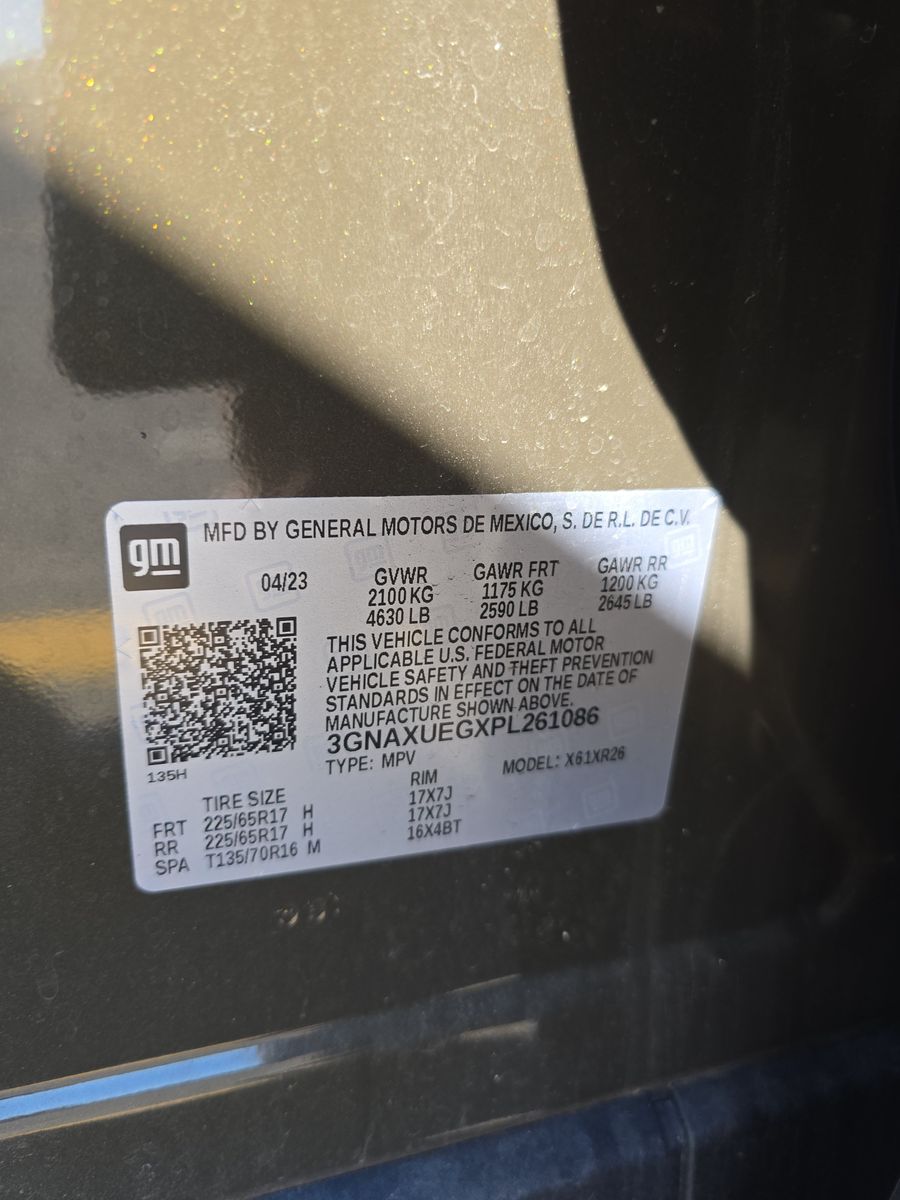 gm
MFD BY GENERAL MOTORS DE MEXICO, S. DE R.L. DE C.V.
04/23 GVWR GAWR FRT GAWR RR
2100 KG 1175 KG 1200 KG
4630 LB 2590 LB 2645 LB
THIS VEHICLE CONFORMS TO ALL
APPLICABLE U.S. FEDERAL MOTOR
VEHICLE SAFETY AND THEFT PREVENTION
STANDARDS IN EFFECT ON THE DATE OF
MANUFACTURE SHOWN ABOVE.
3GNAXUEGXPL261086
TYPE: MPV MODEL: X61XR26
135H
TIRE SIZE RIM
FRT 225/65R17 H 17X7J
RR 225/65R17 H 17X7J
SPA T135/70R16 M 16X4BT